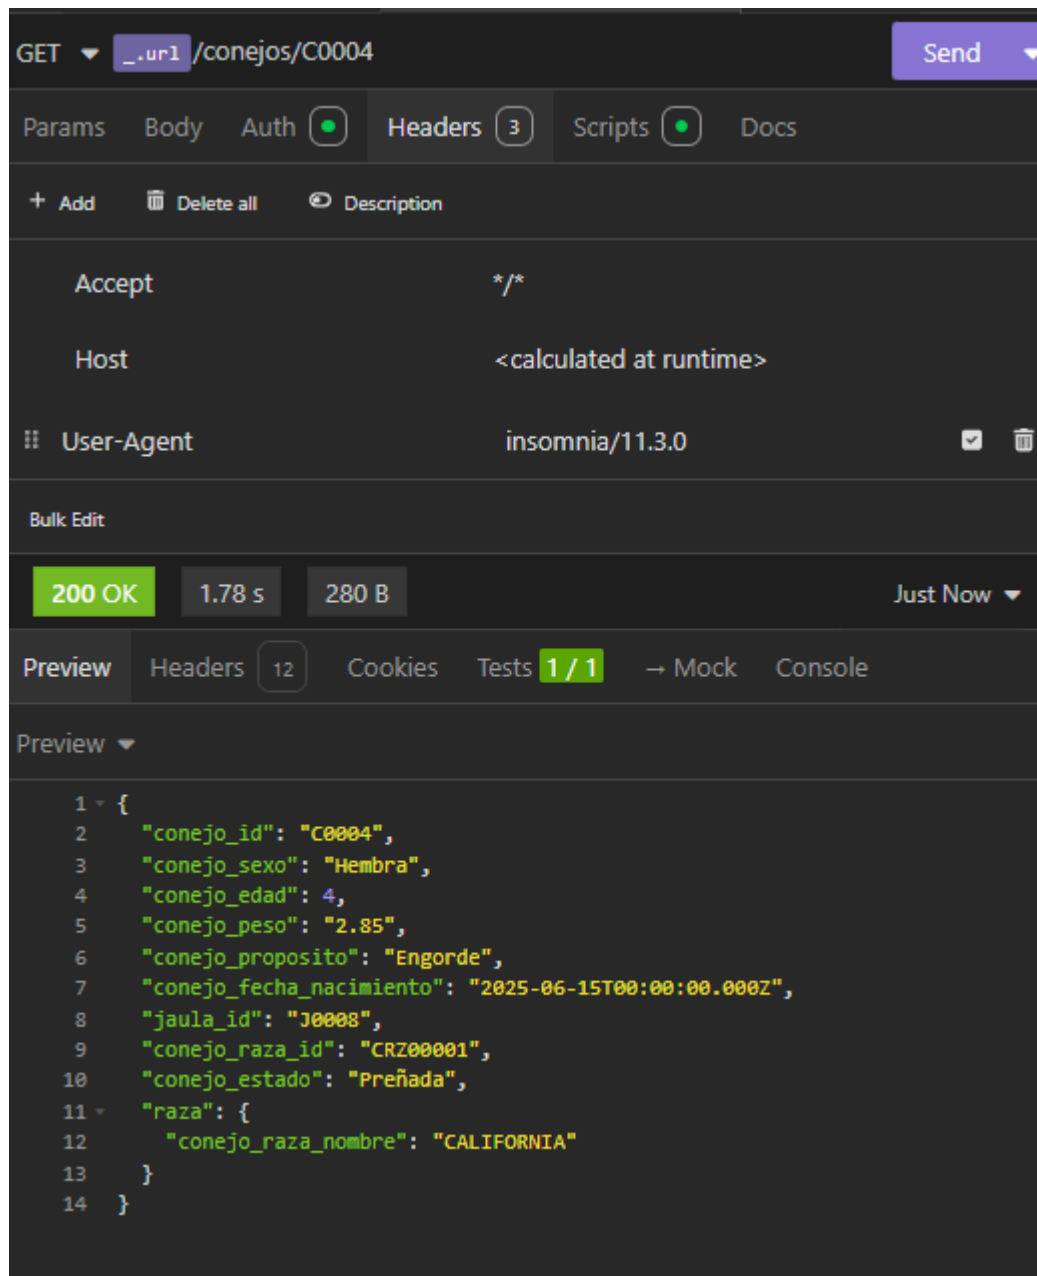 GET _.url /conejos/C0004 Send
Params Body Auth Headers 3 Scripts Docs
+ Add Delete all Description
Accept */*
Host <calculated at runtime>
User-Agent insomnia/11.3.0
Bulk Edit
200 OK 1.78 s 280 B Just Now
Preview Headers 12 Cookies Tests 1 / 1 → Mock Console
Preview
1 {
2 "conejo_id": "C0004",
3 "conejo_sexo": "Hembra",
4 "conejo_edad": 4,
5 "conejo_peso": "2.85",
6 "conejo_proposito": "Engorde",
7 "conejo_fecha_nacimiento": "2025-06-15T00:00:00.000Z",
8 "jaula_id": "J0008",
9 "conejo_raza_id": "CRZ00001",
10 "conejo_estado": "Preñada",
11 "raza": {
12 "conejo_raza_nombre": "CALIFORNIA"
13 }
14 }